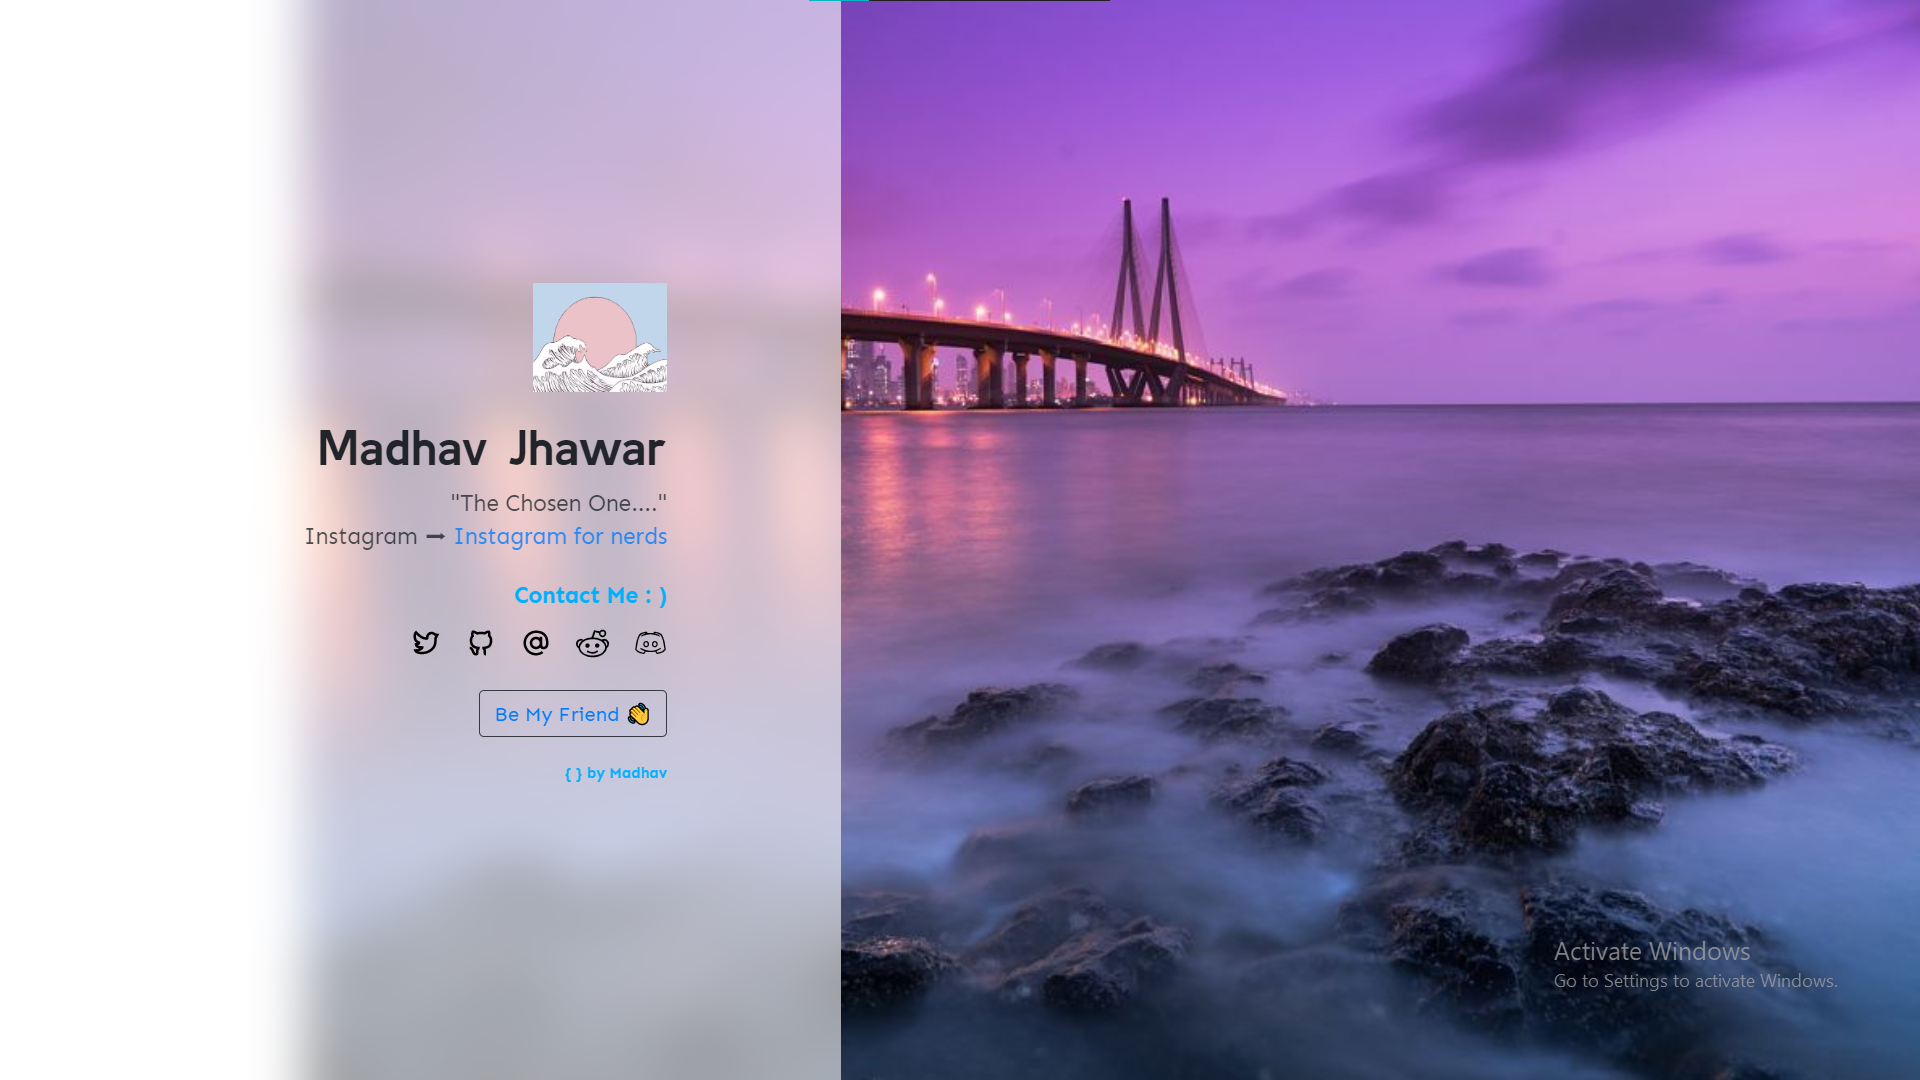 Madhav Jhawar
"The Chosen One...."
Instagram ➡ Instagram for nerds
Contact Me : )
@
Be My Friend 👋
{ } by Madhav
Activate Windows
Go to Settings to activate Windows.